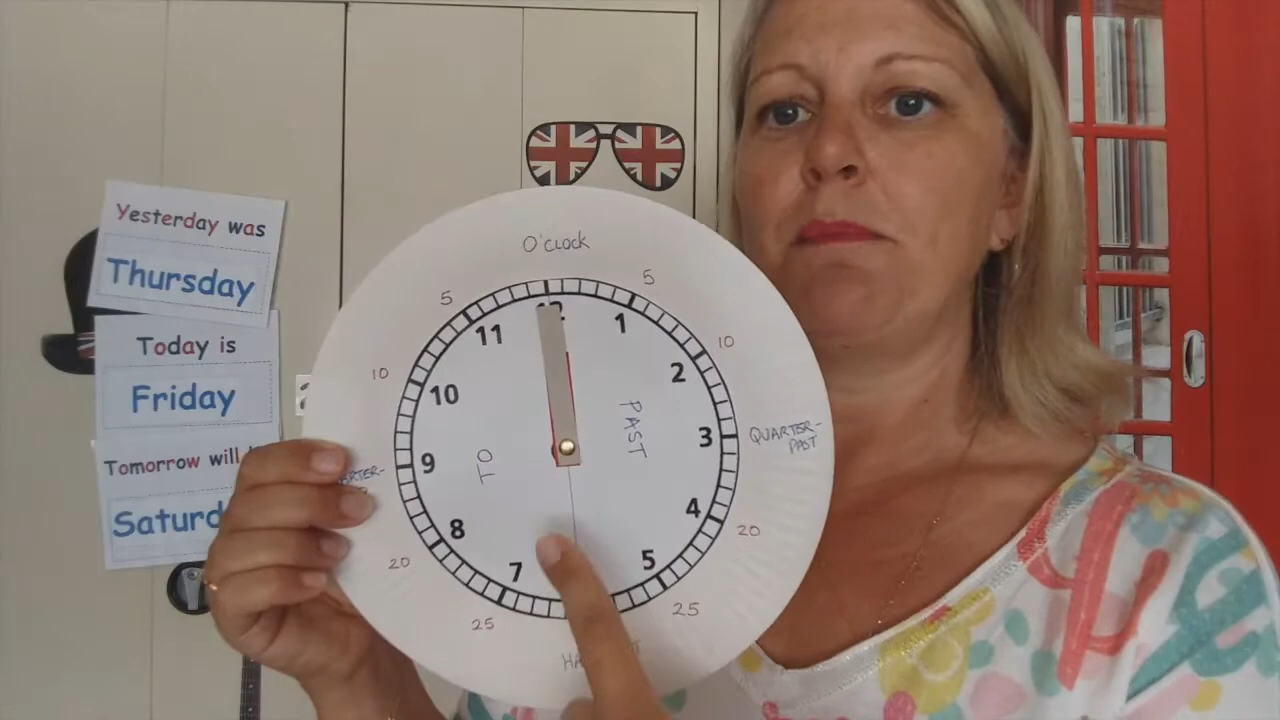 Yesterday was
Thursday
Today is
Friday
Tomorrow will
O'CLOCK
5
5
10
10
11
1
10
2
9
3
8
4
7
5
PAST
TO
QUARTER-
PAST
20
20
25
25